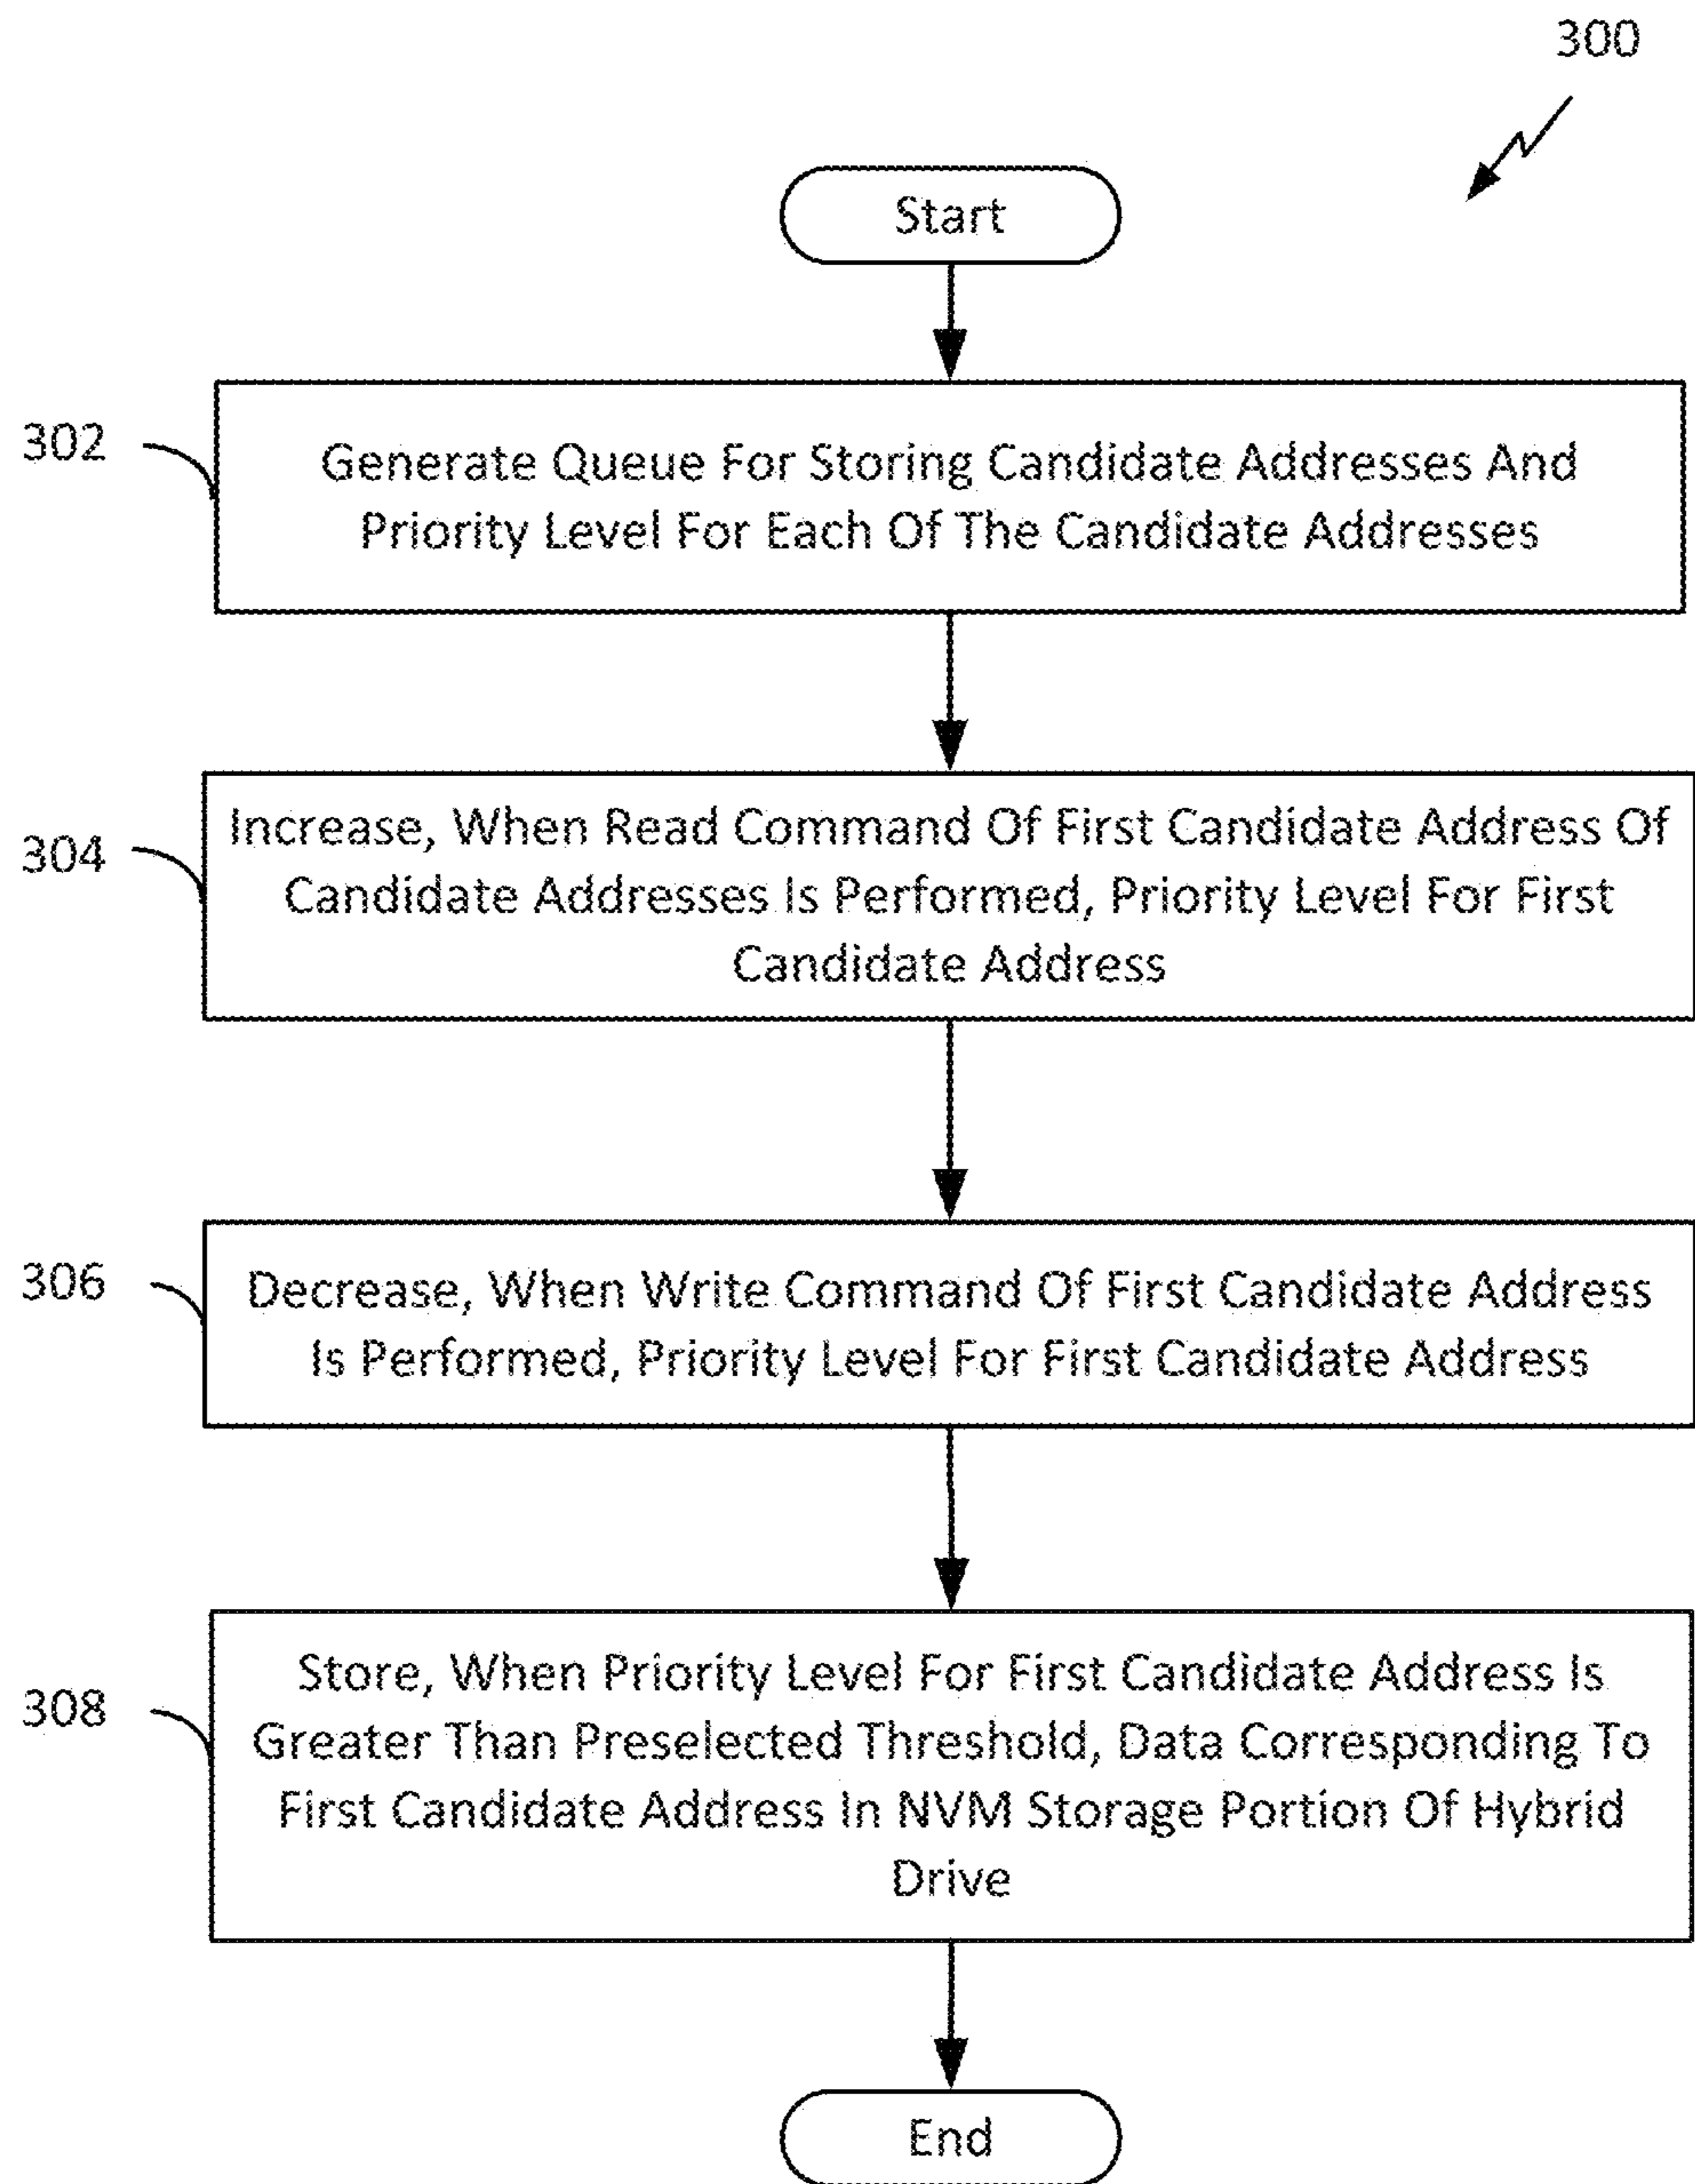 300
Start
302
Generate Queue For Storing Candidate Addresses And
Priority Level For Each Of The Candidate Addresses
304
Increase, When Read Command Of First Candidate Address Of
Candidate Addresses Is Performed, Priority Level For First
Candidate Address
306
Decrease, When Write Command Of First Candidate Address
Is Performed, Priority Level For First Candidate Address
308
Store, When Priority Level For First Candidate Address Is
Greater Than Preselected Threshold, Data Corresponding To
First Candidate Address In NVM Storage Portion Of Hybrid
Drive
End